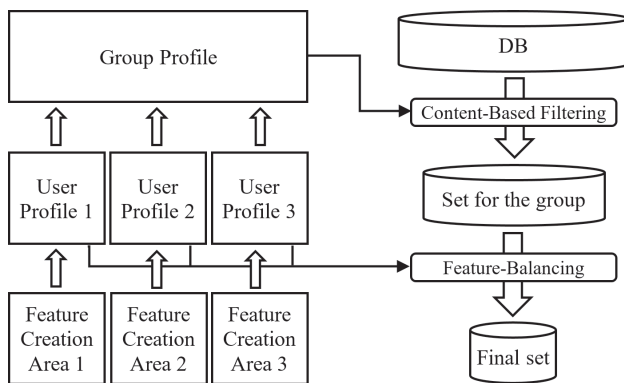 Group Profile
DB
Content-Based Filtering
User
Profile 1
User
Profile 2
User
Profile 3
Set for the group
Feature-Balancing
Feature
Creation
Area 1
Feature
Creation
Area 2
Feature
Creation
Area 3
Final set